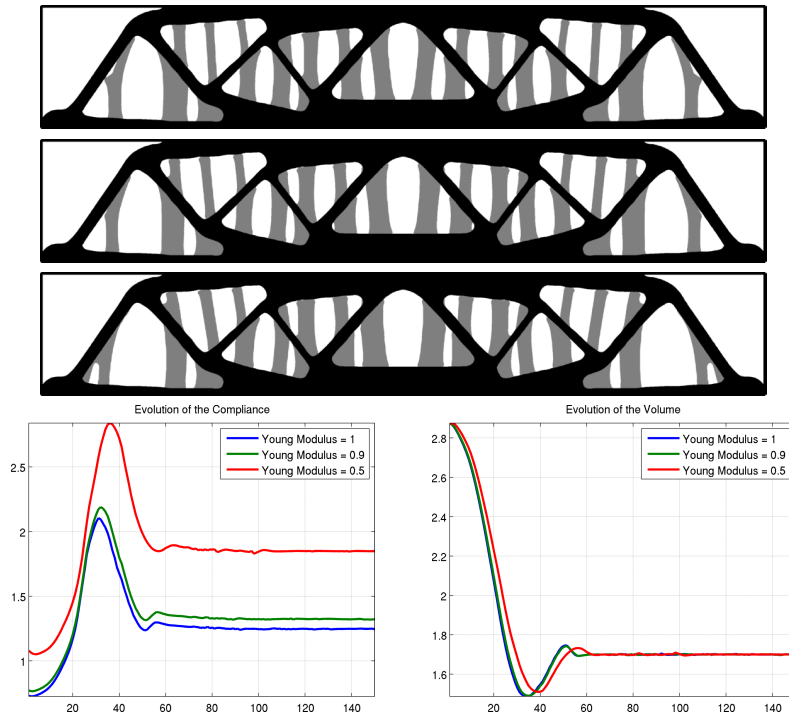 Evolution of the Compliance
Young Modulus = 1
Young Modulus = 0.9
Young Modulus = 0.5
2.5
2
1.5
1
20 40 60 80 100 120 140
Evolution of the Volume
Young Modulus = 1
Young Modulus = 0.9
Young Modulus = 0.5
2.8
2.6
2.4
2.2
2
1.8
1.6
20 40 60 80 100 120 140